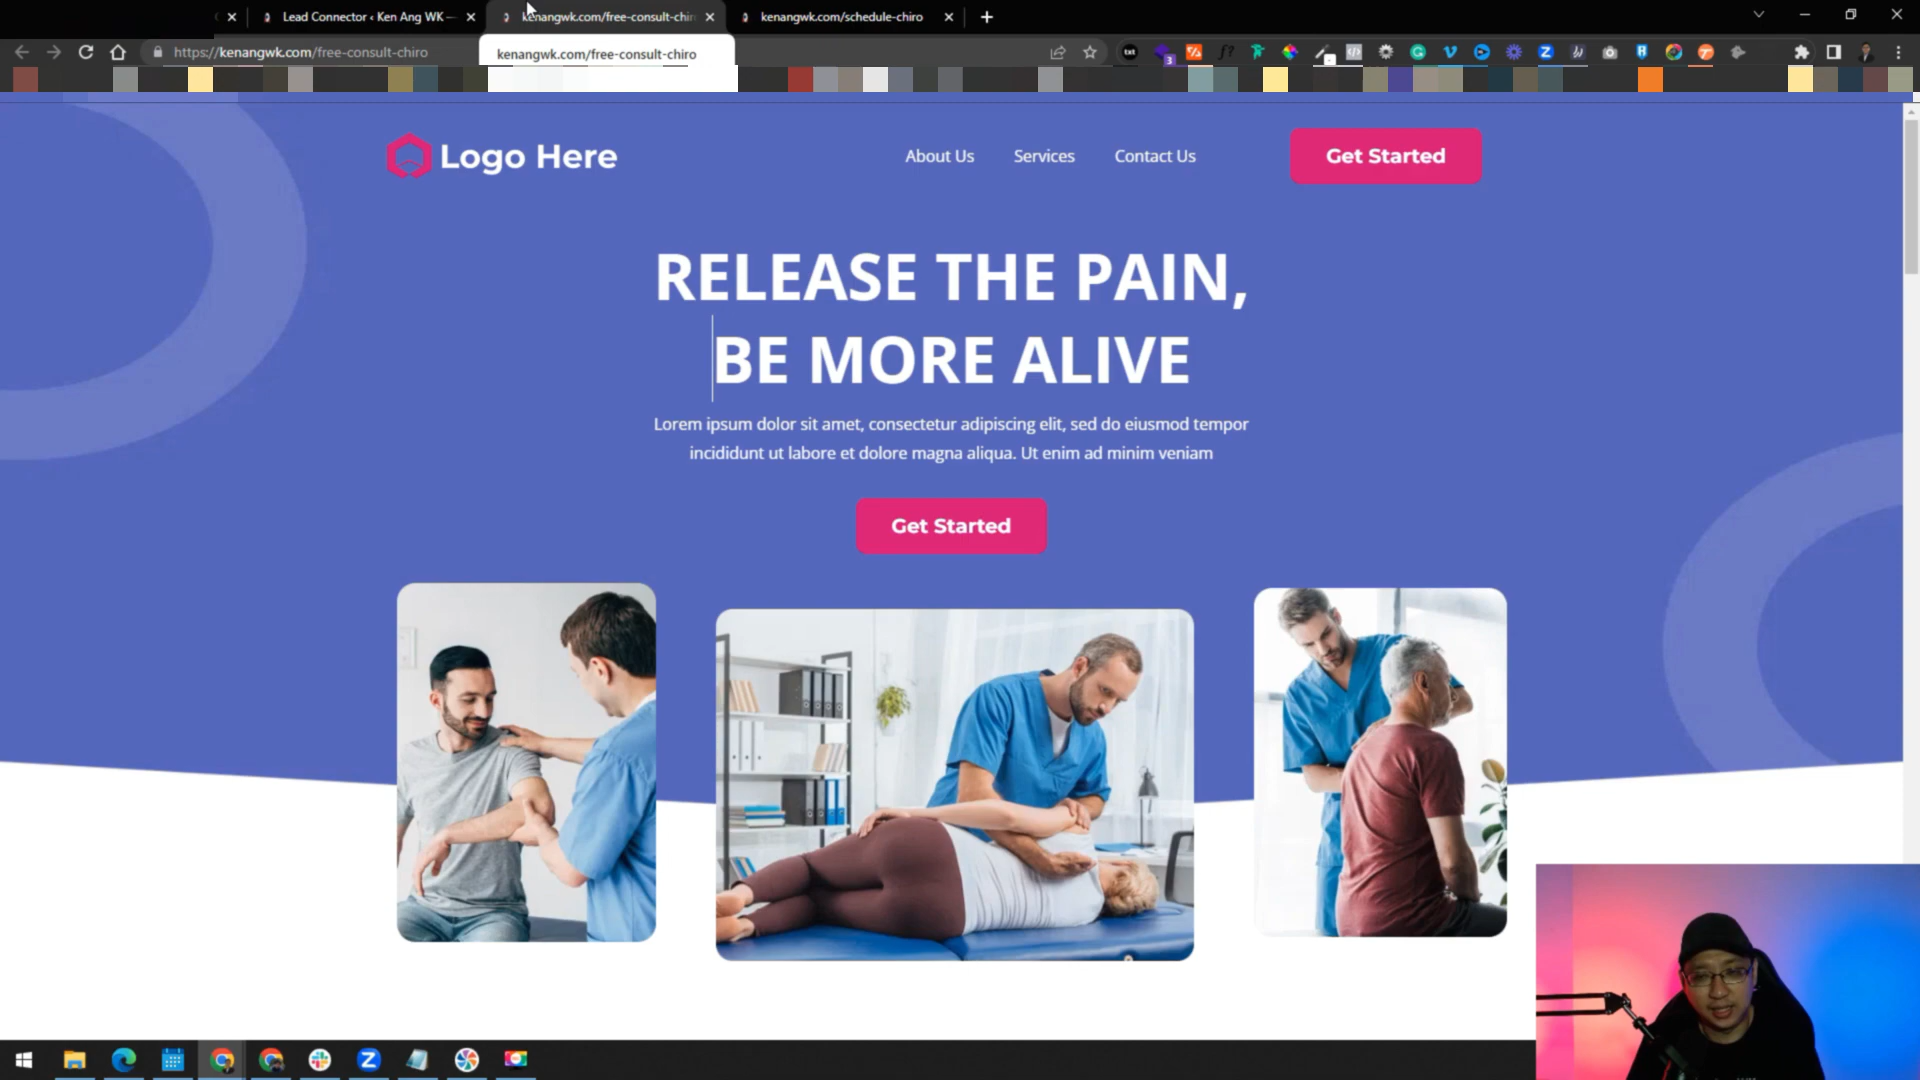 Lead Connector ‹ Ken Ang WK —
kenangwk.com/free-consult-chir
kenangwk.com/schedule-chiro
https://kenangwk.com/free-consult-chiro
kenangwk.com/free-consult-chiro
3
Logo Here
About Us
Services
Contact Us
Get Started
RELEASE THE PAIN,
BE MORE ALIVE
Lorem ipsum dolor sit amet, consectetur adipiscing elit, sed do eiusmod tempor
incididunt ut labore et dolore magna aliqua. Ut enim ad minim veniam
Get Started